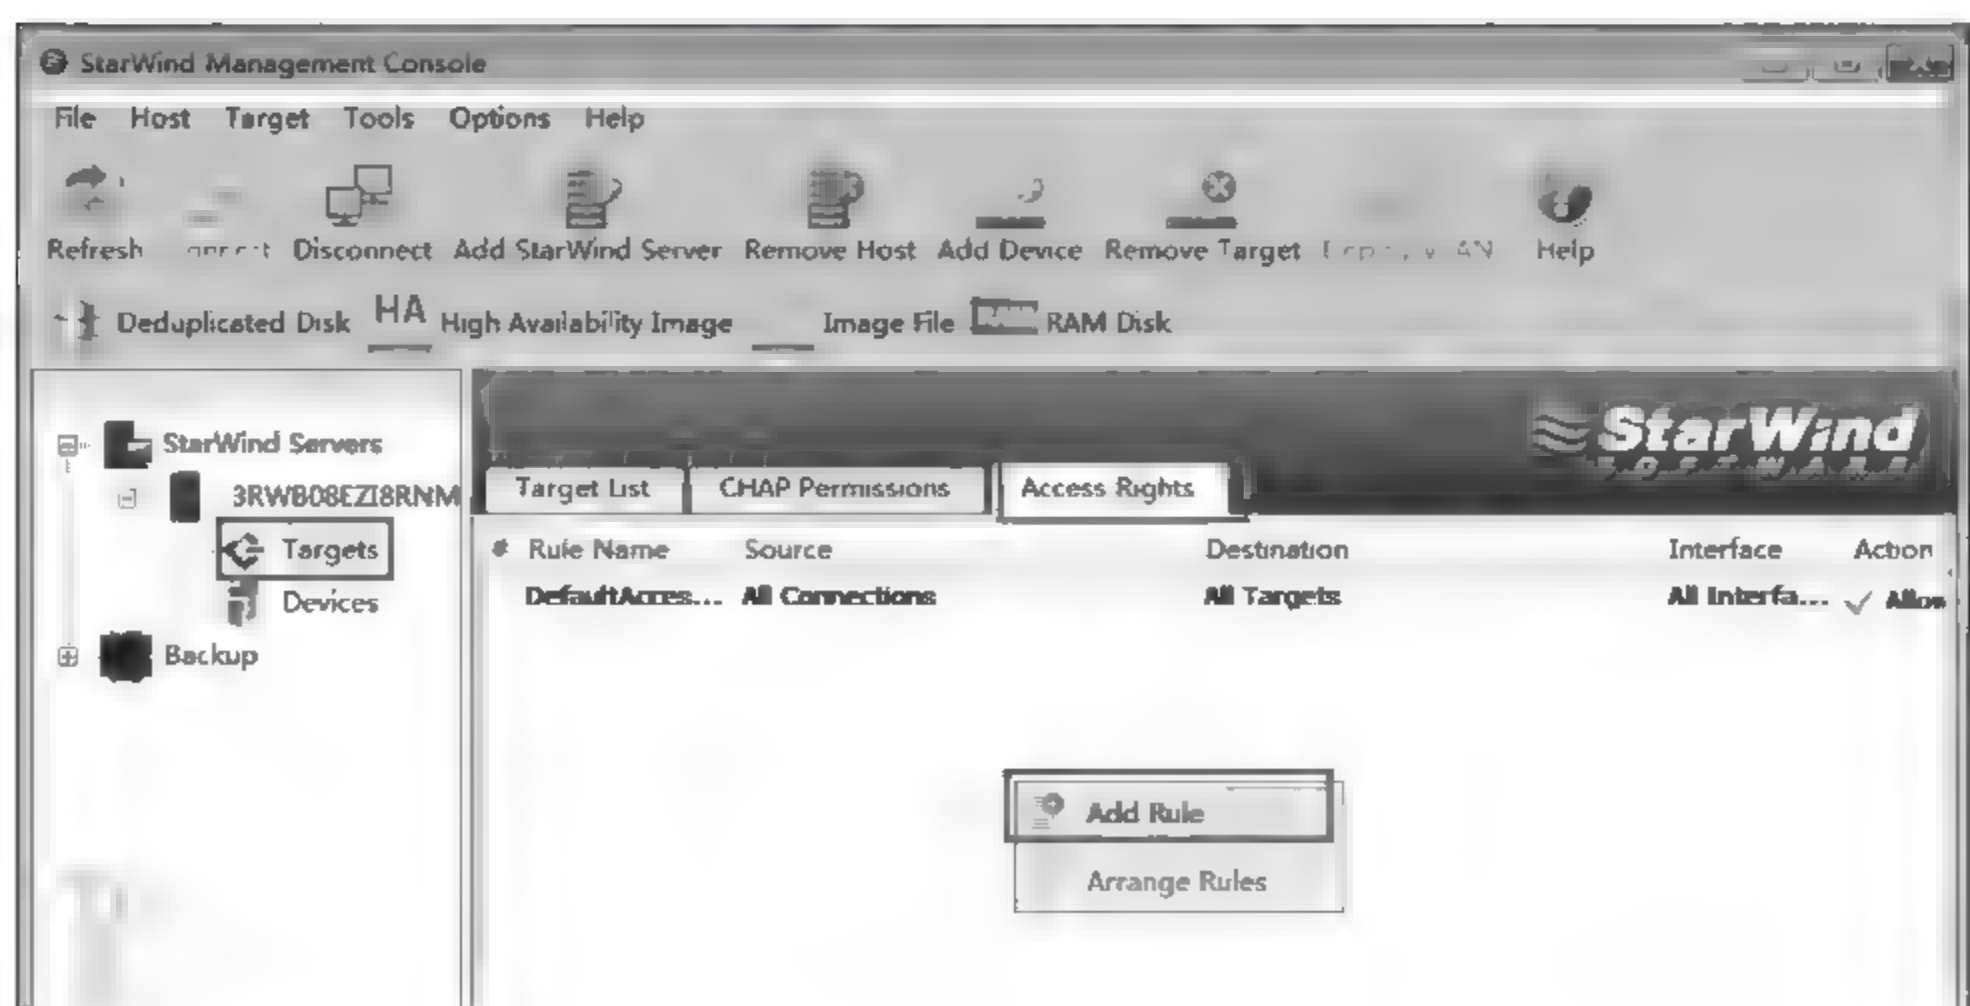 StarWind Management Console
File Host Target Tools Options Help
Refresh Disconnect Add StarWind Server Remove Host Add Device Remove Target Help
Deduplicated Disk HA High Availability Image Image File RAM Disk
StarWind
SOFTWARE
StarWind Servers
3RWB08EZI8RNM
Targets
Devices
Backup
Target List CHAP Permissions Access Rights
# Rule Name Source Destination Interface Action
DefaultAcces... All Connections All Targets All Interfa... Allow
Add Rule
Arrange Rules